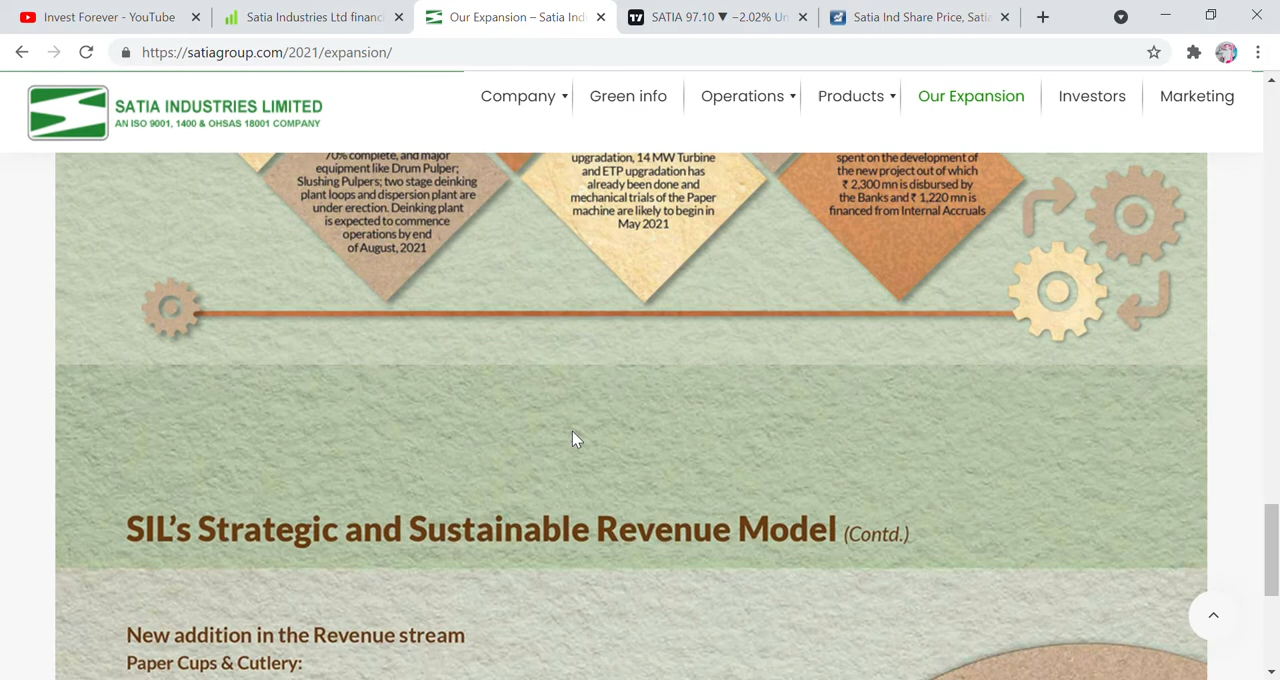 Invest Forever - YouTube
Satia Industries Ltd financ
Our Expansion – Satia Ind
SATIA 97.10 ▼ −2.02% Un
Satia Ind Share Price, Satia
https://satiagroup.com/2021/expansion/
SATIA INDUSTRIES LIMITED
AN ISO 9001, 1400 & OHSAS 18001 COMPANY
Company
Green info
Operations
Products
Our Expansion
Investors
Marketing
70% complete, and major
equipment like Drum Pulper;
Slushing Pulpers; two stage deinking
plant loops and dispersion plant are
under erection. Deinking plant
is expected to commence
operations by end
of August, 2021
upgradation, 14 MW Turbine
and ETP upgradation has
already been done and
mechanical trials of the Paper
machine are likely to begin in
May 2021
spent on the development of
the new project out of which
₹ 2,300 mn is disbursed by
the Banks and ₹ 1,220 mn is
financed from Internal Accruals
SIL's Strategic and Sustainable Revenue Model (Contd.)
New addition in the Revenue stream
Paper Cups & Cutlery: